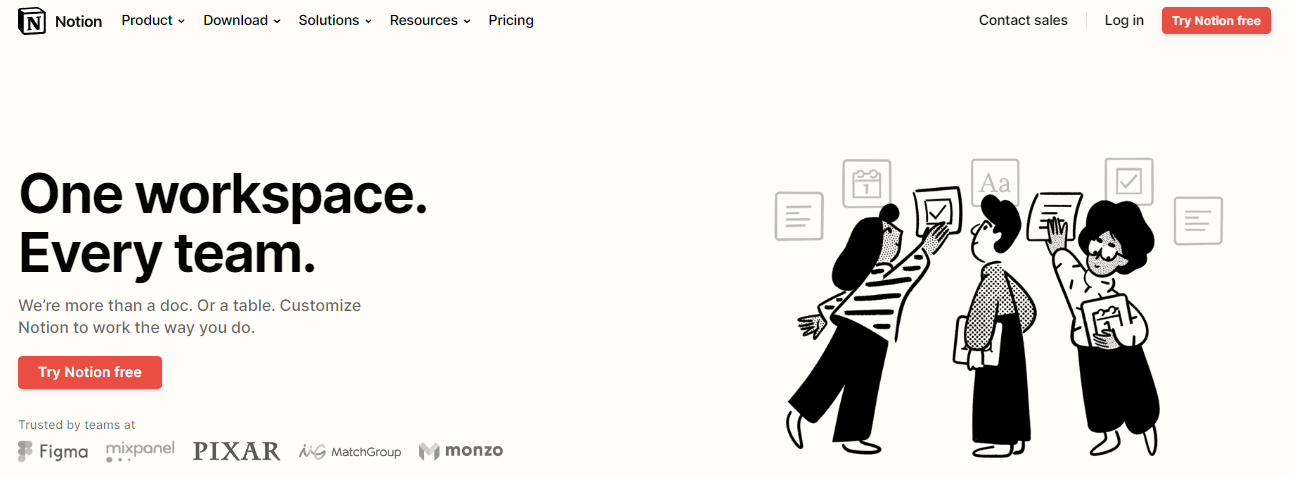 Notion Product Download Solutions Resources Pricing Contact sales Log in Try Notion free
One workspace.
Every team.
We’re more than a doc. Or a table. Customize
Notion to work the way you do.
Try Notion free
Trusted by teams at
Figma mixpanel PIXAR MatchGroup monzo
1
Aa